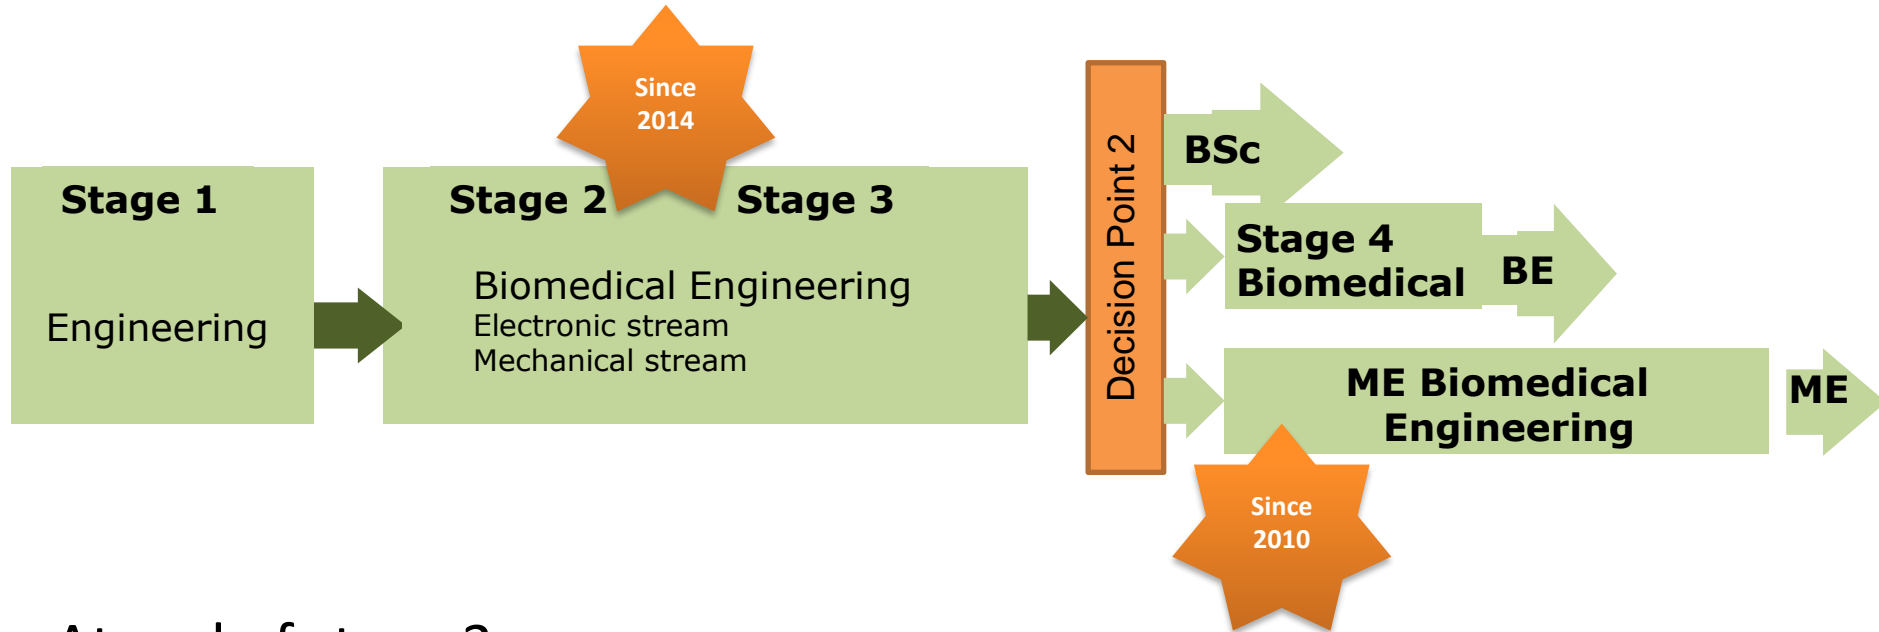 Since
2014
Stage 1
Engineering
Stage 2
Stage 3
Biomedical Engineering
Electronic stream
Mechanical stream
Decision Point 2
BSc
Stage 4
Biomedical
BE
ME Biomedical
Engineering
ME
Since
2010